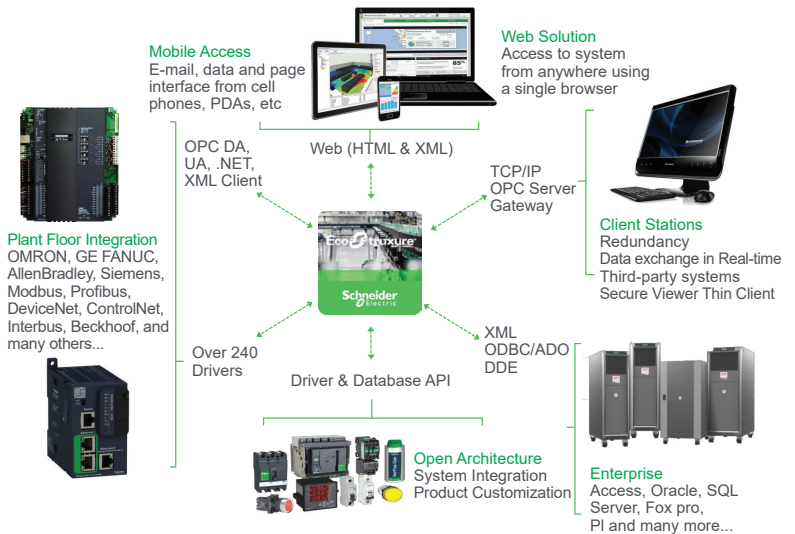 Mobile Access
E-mail, data and page
interface from cell
phones, PDAs, etc
Web Solution
Access to system
from anywhere using
a single browser
OPC DA,
UA, .NET,
XML Client
Web (HTML & XML)
TCP/IP
OPC Server
Gateway
Client Stations
Redundancy
Data exchange in Real-time
Third-party systems
Secure Viewer Thin Client
Plant Floor Integration
OMRON, GE FANUC,
AllenBradley, Siemens,
Modbus, Profibus,
DeviceNet, ControlNet,
Interbus, Beckhoof, and
many others...
EcoStruxure
Schneider
Electric
Over 240
Drivers
Driver & Database API
XML
ODBC/ADO
DDE
Open Architecture
System Integration
Product Customization
Enterprise
Access, Oracle, SQL
Server, Fox pro,
PI and many more...